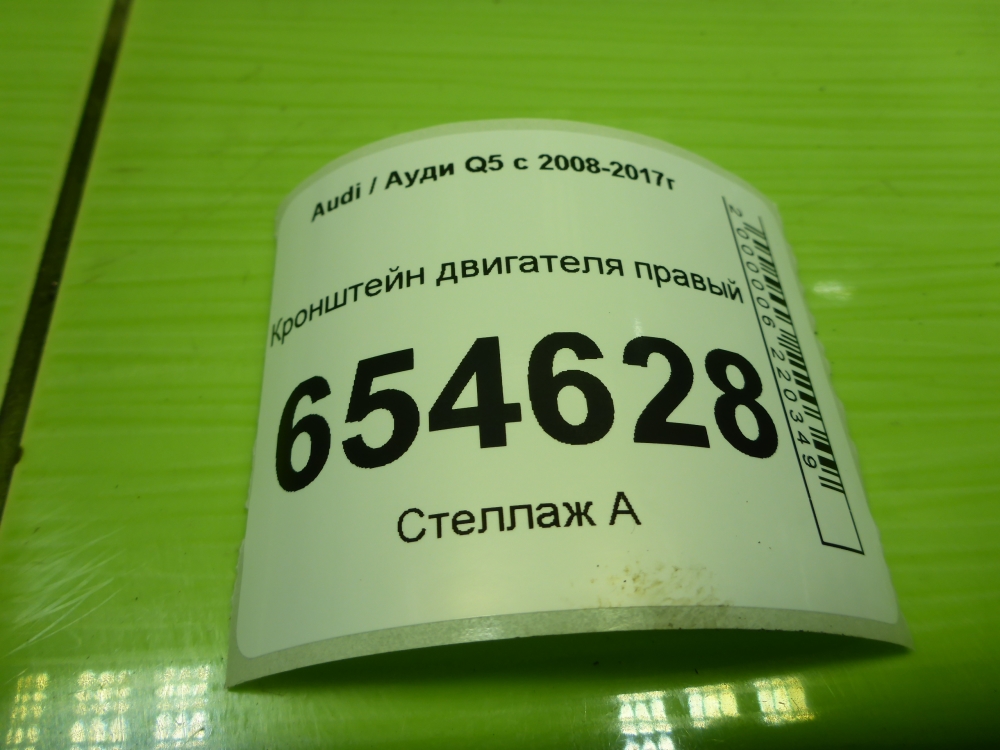 Audi / Ауди Q5 с 2008-2017г
Кронштейн двигателя правый
654628
Стеллаж А
2000006220349